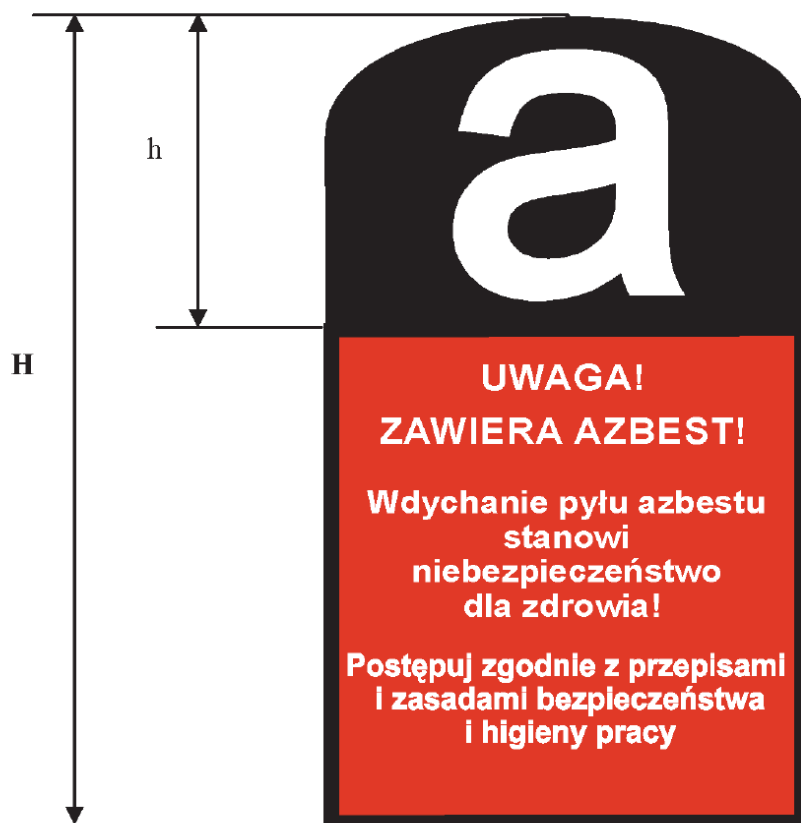 a
h
H
UWAGA!
ZAWIERA AZBEST!
Wdychanie pyłu azbestu
stanowi
niebezpieczeństwo
dla zdrowia!
Postępuj zgodnie z przepisami
i zasadami bezpieczeństwa
i higieny pracy